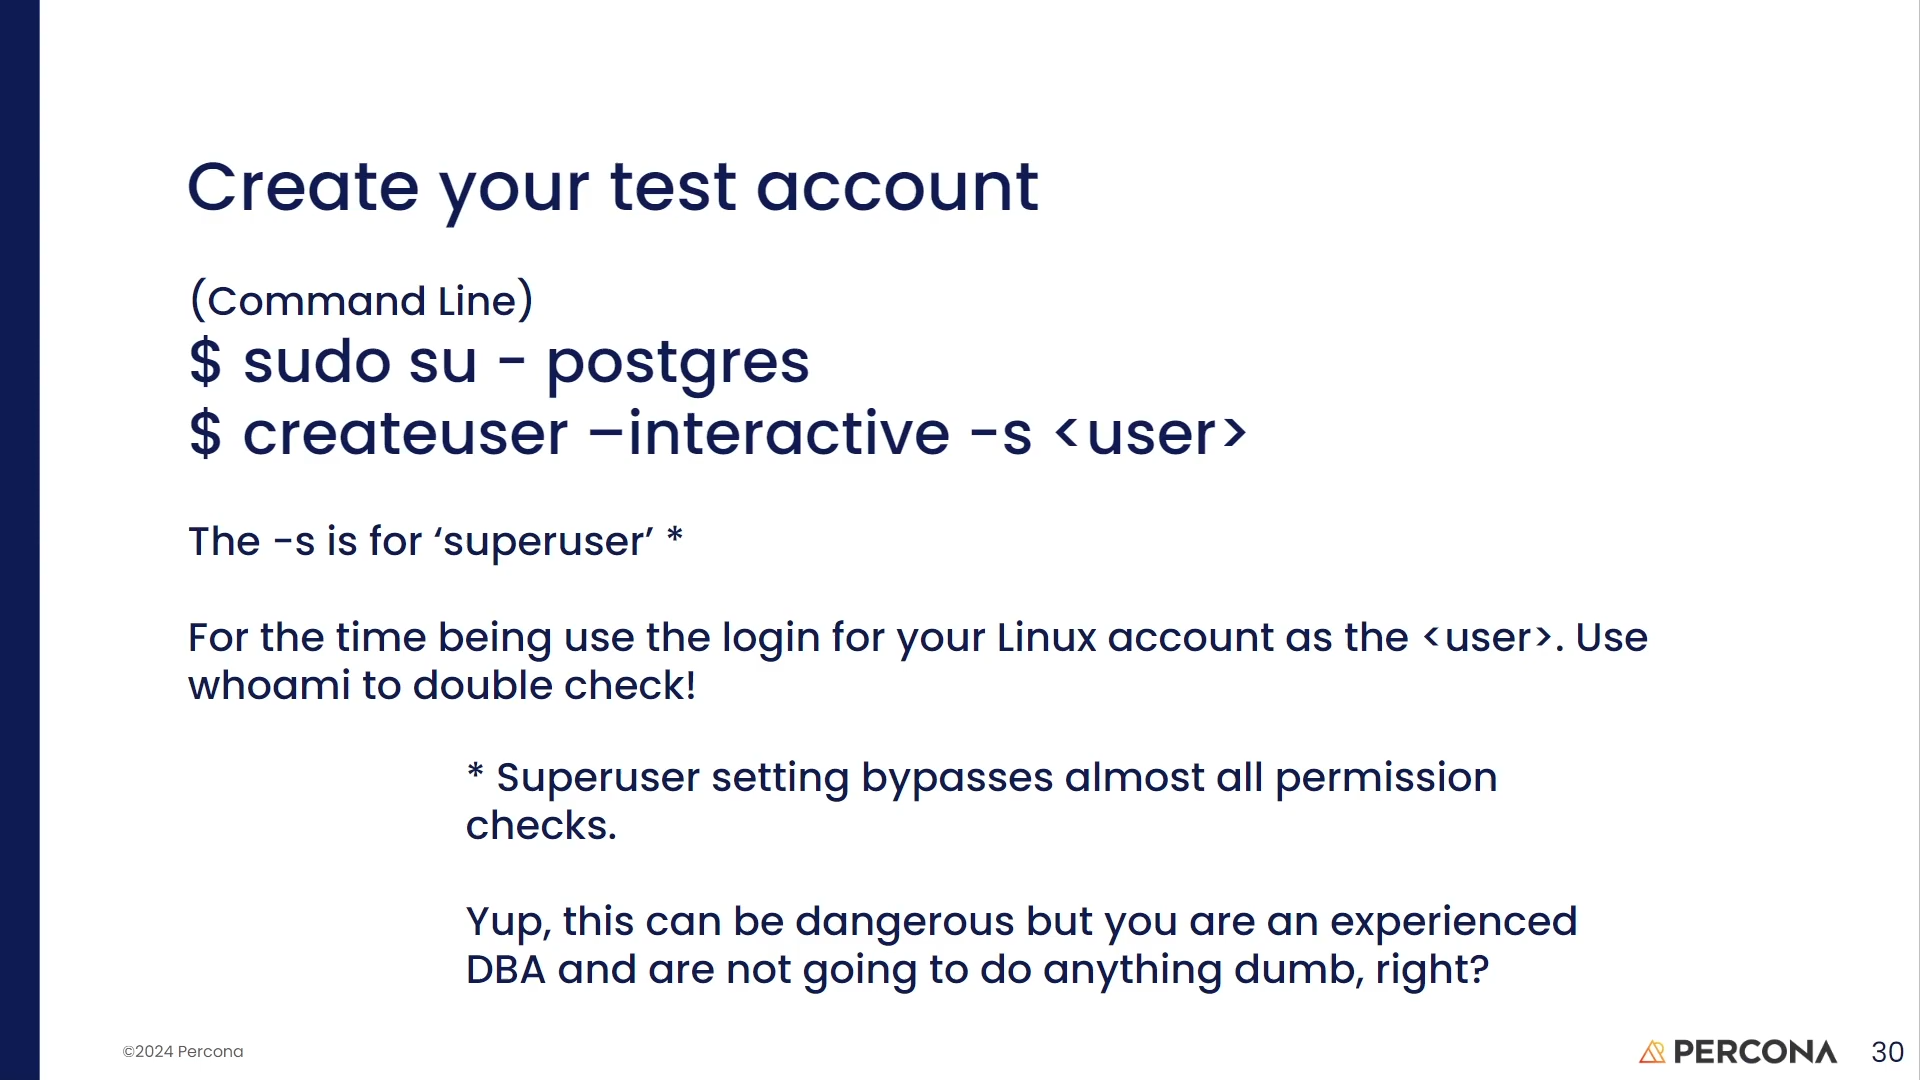 Create your test account
(Command Line)
$ sudo su - postgres
$ createuser –interactive -s <user>
The -s is for ‘superuser’ *
For the time being use the login for your Linux account as the <user>. Use
whoami to double check!
* Superuser setting bypasses almost all permission
checks.
Yup, this can be dangerous but you are an experienced
DBA and are not going to do anything dumb, right?
©2024 Percona
PERCONA
30